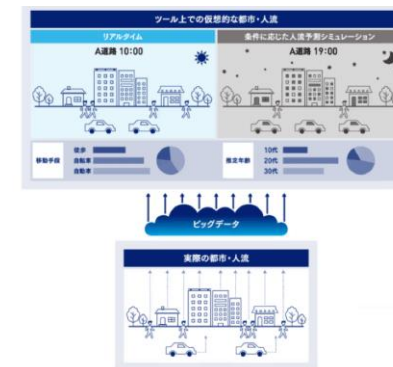 ツール上での仮想的な都市・人流
リアルタイム
条件に応じた人流予測シミュレーション
A道路 10:00
A道路 19:00
移動手段
徒歩
自転車
自動車
推定年齢
10代
20代
30代
ビッグデータ
実際の都市・人流